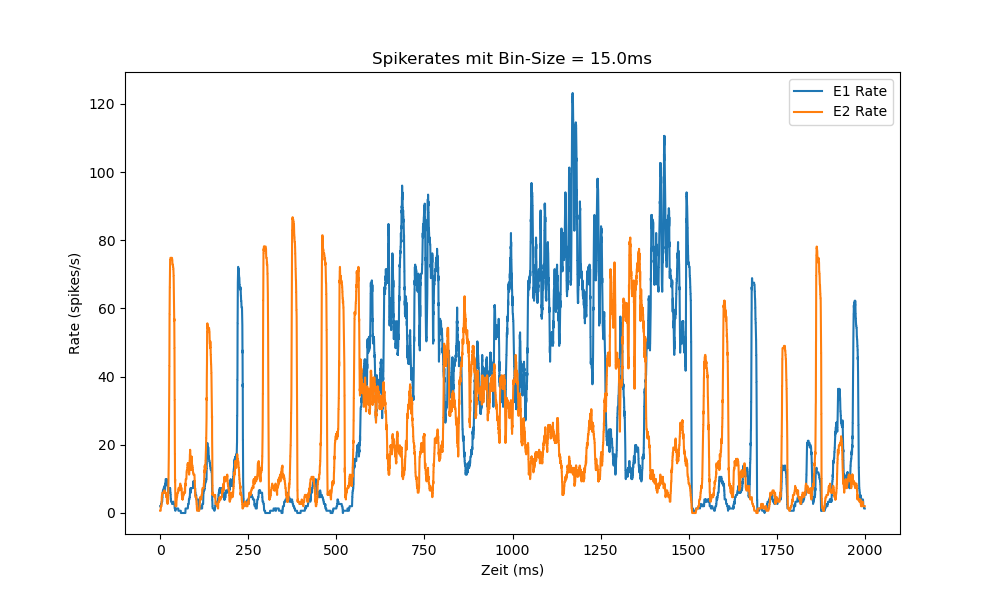 Spikerates mit Bin-Size = 15.0ms
E1 Rate
E2 Rate
Rate (spikes/s)
120
100
80
60
40
20
0
0 250 500 750 1000 1250 1500 1750 2000
Zeit (ms)